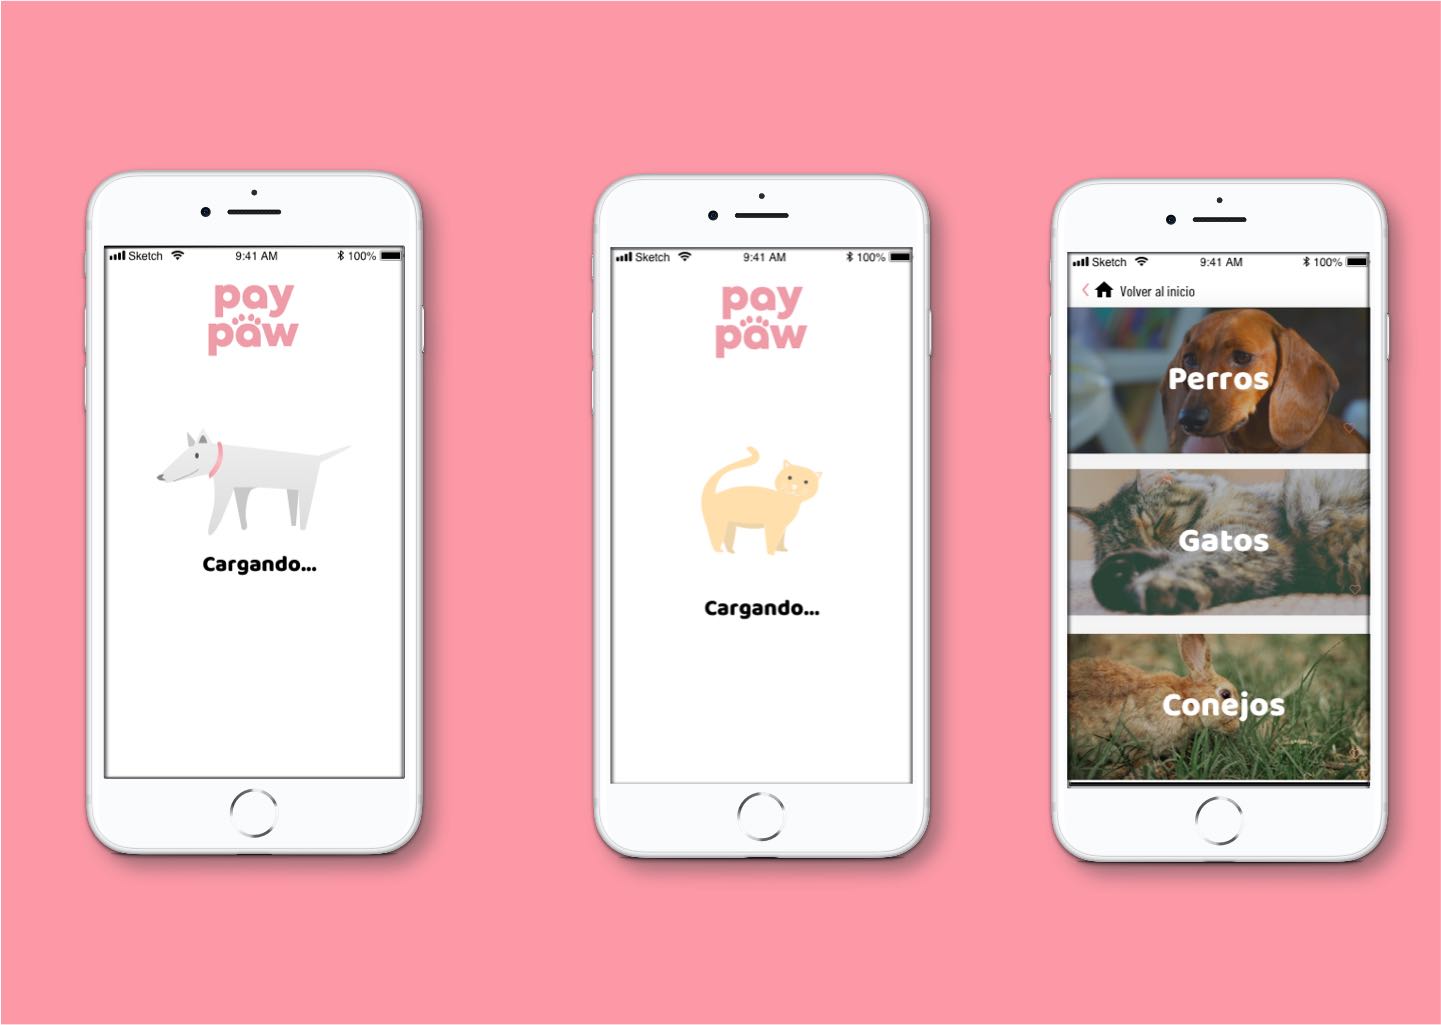 Sketch 9:41 AM 100%
pay
paw
Cargando...
Sketch 9:41 AM 100%
pay
paw
Cargando...
Sketch 9:41 AM 100%
Volver al inicio
Perros
Gatos
Conejos